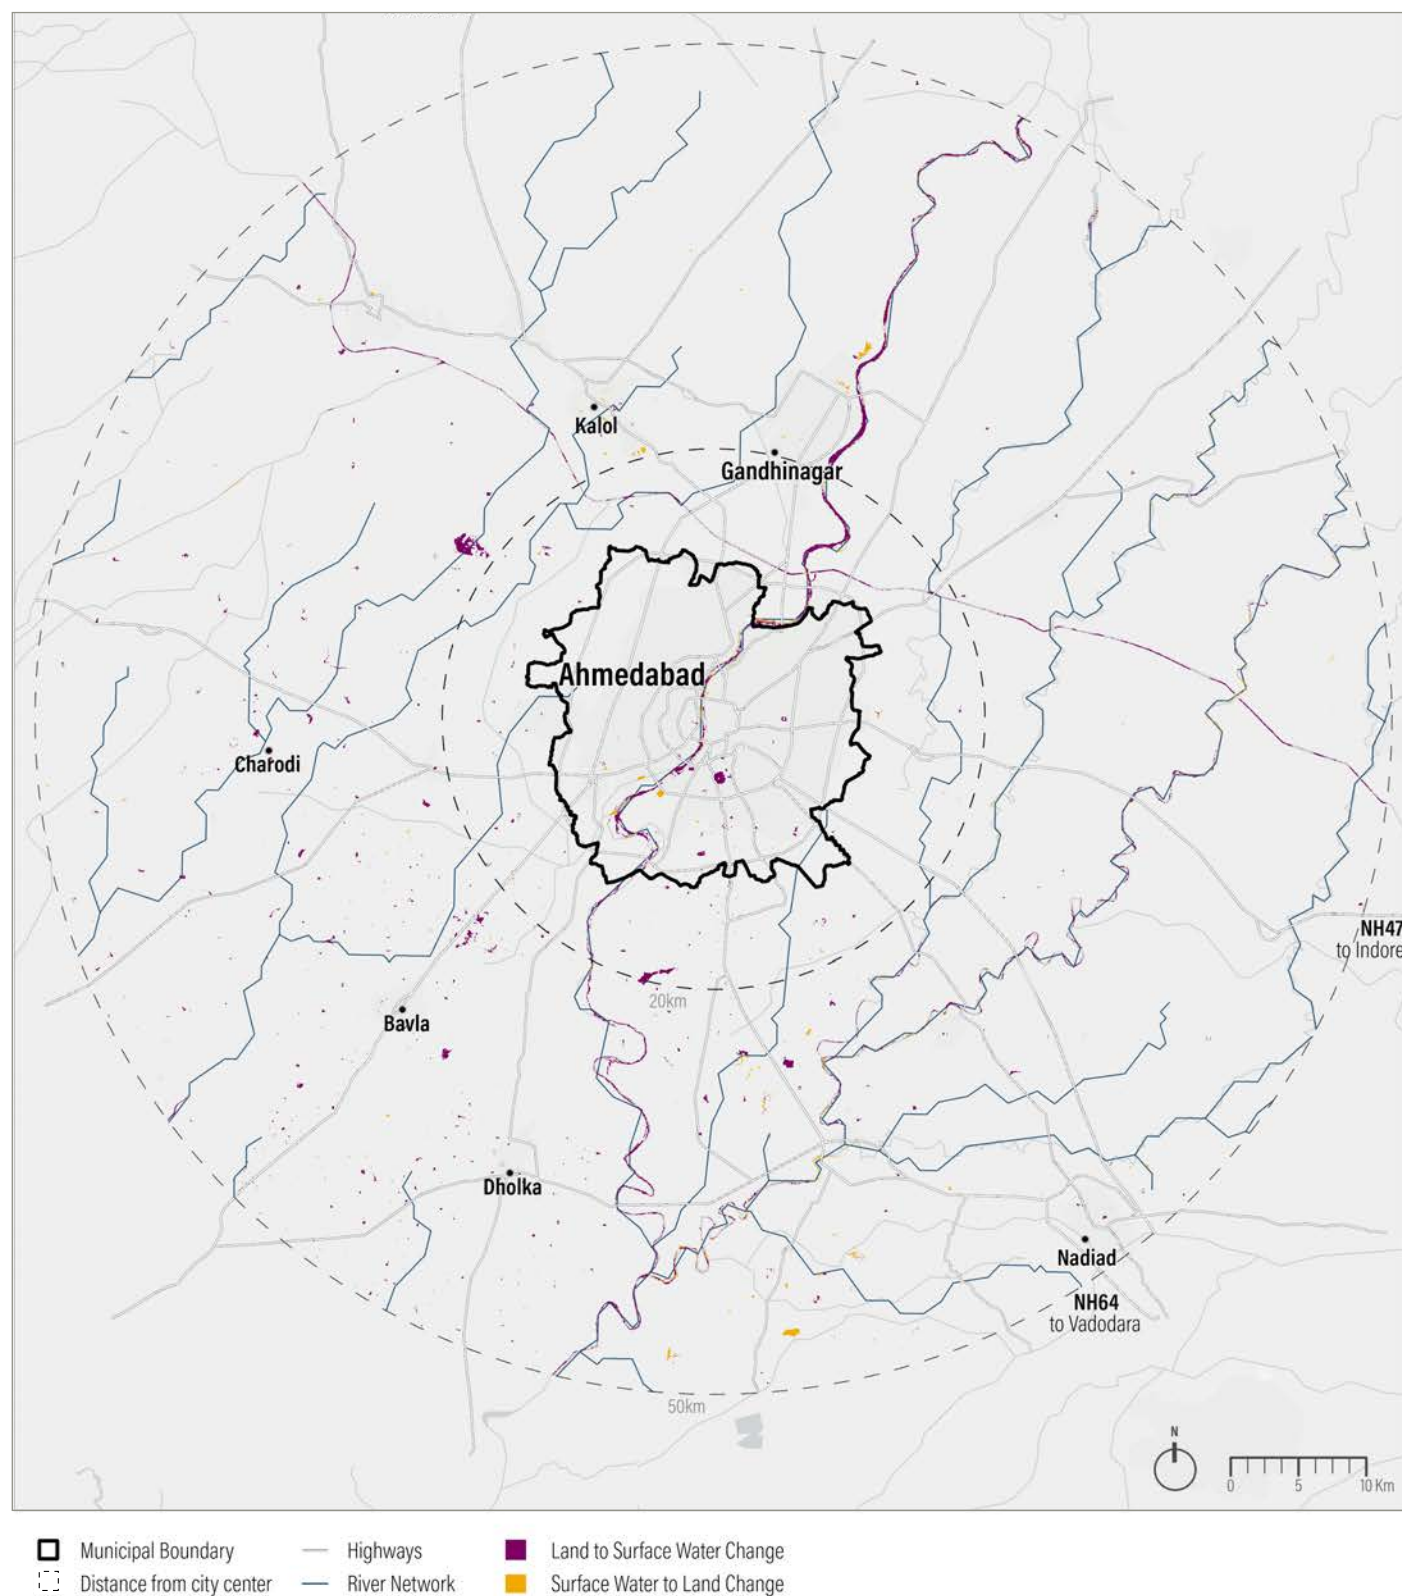 Kalol
Gandhinagar
Ahmedabad
Charodi
NH47
to Indore
20km
Bavla
Dholka
Nadiad
NH64
to Vadodara
50km
N
0 5 10 Km
Municipal Boundary
Highways
Land to Surface Water Change
Distance from city center
River Network
Surface Water to Land Change